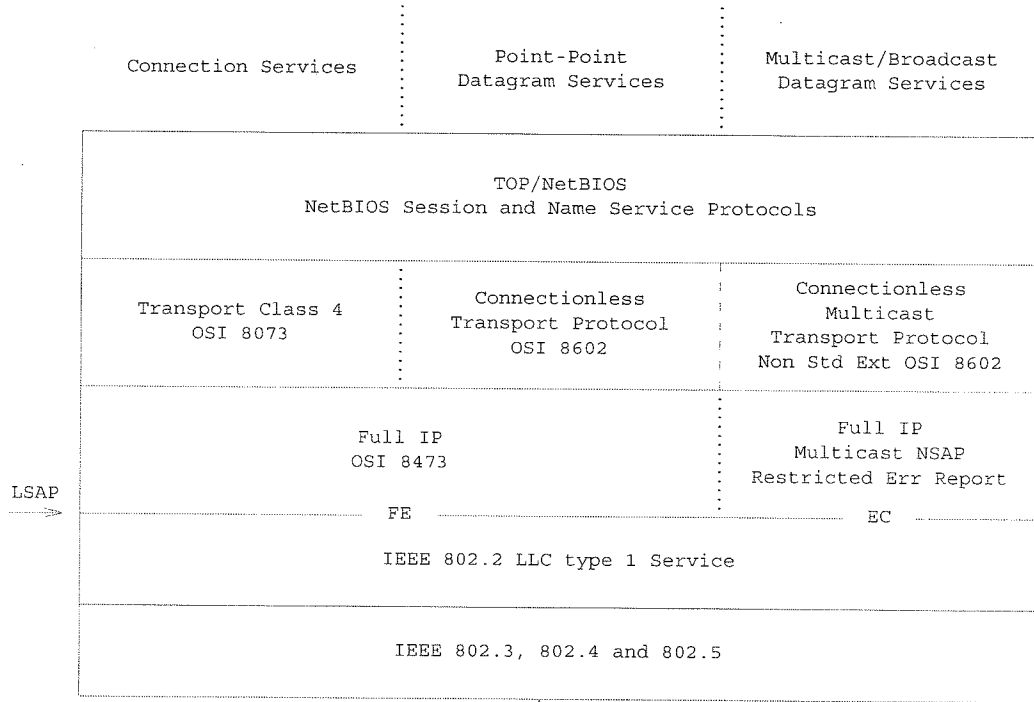 Connection Services
Point-Point
Datagram Services
Multicast/Broadcast
Datagram Services
TOP/NetBIOS
NetBIOS Session and Name Service Protocols
Transport Class 4
OSI 8073
Connectionless
Transport Protocol
OSI 8602
Connectionless
Multicast
Transport Protocol
Non Std Ext OSI 8602
Full IP
OSI 8473
Full IP
Multicast NSAP
Restricted Err Report
LSAP
FE
EC
IEEE 802.2 LLC type 1 Service
IEEE 802.3, 802.4 and 802.5